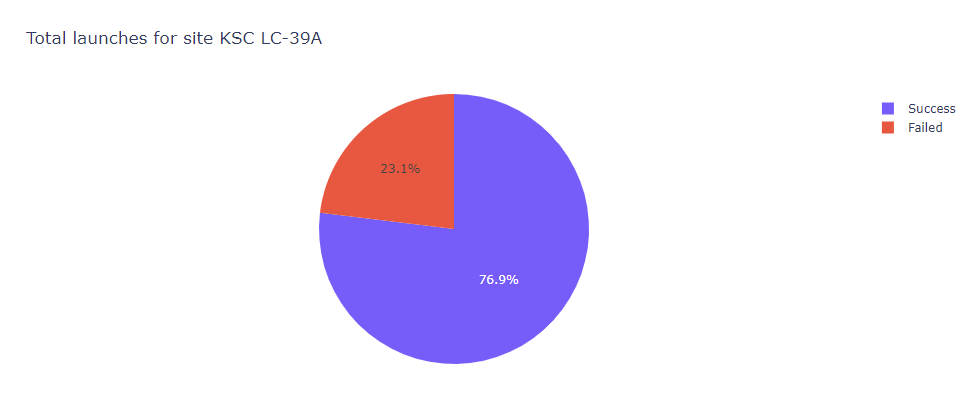 Total launches for site KSC LC-39A
Success
Failed
23.1%
76.9%